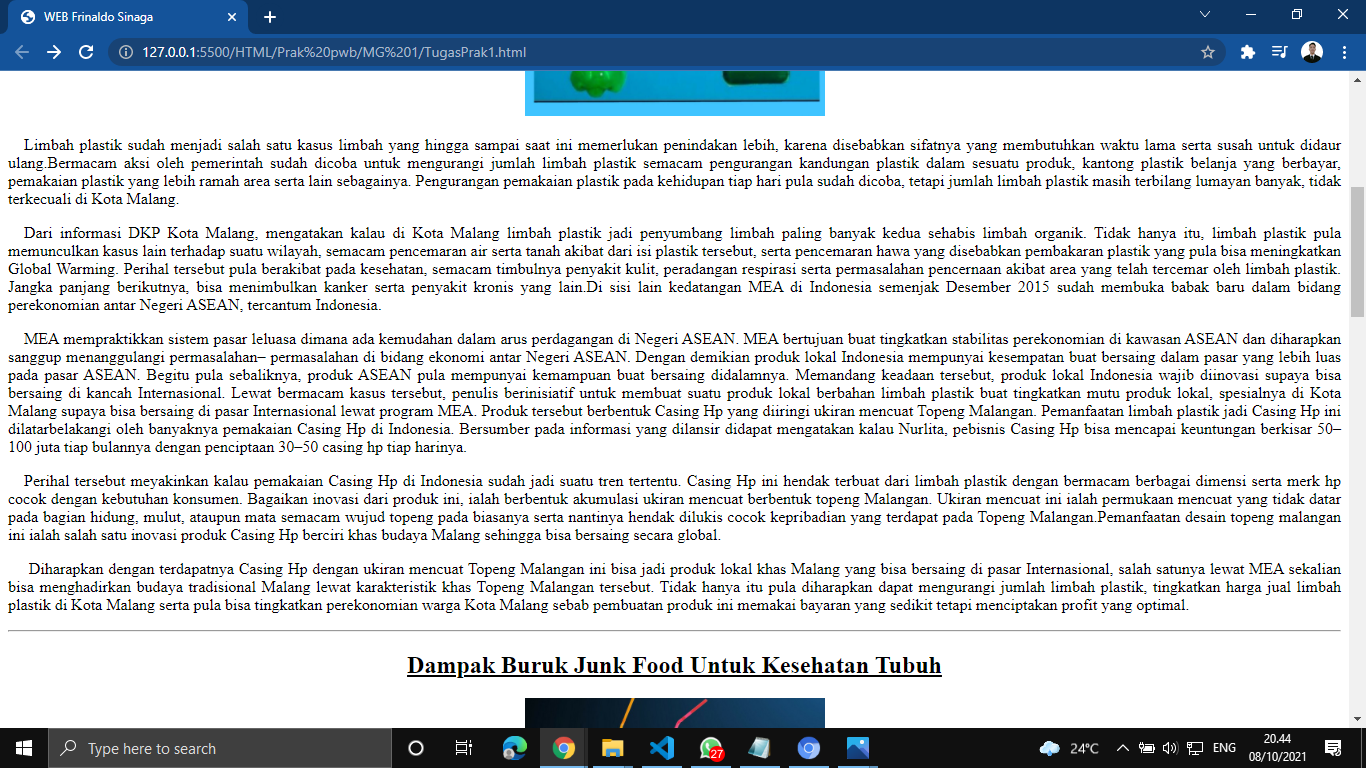 WEB Frinaldo Sinaga
127.0.0.1:5500/HTML/Prak%20pwb/MG%201/TugasPrak1.html
Limbah plastik sudah menjadi salah satu kasus limbah yang hingga sampai saat ini memerlukan penindakan lebih, karena disebabkan sifatnya yang membutuhkan waktu lama serta susah untuk didaur
ulang.Bermacam aksi oleh pemerintah sudah dicoba untuk mengurangi jumlah limbah plastik semacam pengurangan kandungan plastik dalam sesuatu produk, kantong plastik belanja yang berbayar,
pemakaian plastik yang lebih ramah area serta lain sebagainya. Pengurangan pemakaian plastik pada kehidupan tiap hari pula sudah dicoba, tetapi jumlah limbah plastik masih terbilang lumayan banyak, tidak
terkecuali di Kota Malang.
Dari informasi DKP Kota Malang, mengatakan kalau di Kota Malang limbah plastik jadi penyumbang limbah paling banyak kedua sehabis limbah organik. Tidak hanya itu, limbah plastik pula
memunculkan kasus lain terhadap suatu wilayah, semacam pencemaran air serta tanah akibat dari isi plastik tersebut, serta pencemaran hawa yang disebabkan pembakaran plastik yang pula bisa meningkatkan
Global Warming. Perihal tersebut pula berakibat pada kesehatan, semacam timbulnya penyakit kulit, peradangan respirasi serta permasalahan pencernaan akibat area yang telah tercemar oleh limbah plastik.
Jangka panjang berikutnya, bisa menimbulkan kanker serta penyakit kronis yang lain.Di sisi lain kedatangan MEA di Indonesia semenjak Desember 2015 sudah membuka babak baru dalam bidang
perekonomian antar Negeri ASEAN, tercantum Indonesia.
MEA mempraktikkan sistem pasar leluasa dimana ada kemudahan dalam arus perdagangan di Negeri ASEAN. MEA bertujuan buat tingkatkan stabilitas perekonomian di kawasan ASEAN dan diharapkan
sanggup menanggulangi permasalahan– permasalahan di bidang ekonomi antar Negeri ASEAN. Dengan demikian produk lokal Indonesia mempunyai kesempatan buat bersaing dalam pasar yang lebih luas
pada pasar ASEAN. Begitu pula sebaliknya, produk ASEAN pula mempunyai kemampuan buat bersaing didalamnya. Memandang keadaan tersebut, produk lokal Indonesia wajib diinovasi supaya bisa
bersaing di kancah Internasional. Lewat bermacam kasus tersebut, penulis berinisiatif untuk membuat suatu produk lokal berbahan limbah plastik buat tingkatkan mutu produk lokal, spesialnya di Kota
Malang supaya bisa bersaing di pasar Internasional lewat program MEA. Produk tersebut berbentuk Casing Hp yang diiringi ukiran mencuat Topeng Malangan. Pemanfaatan limbah plastik jadi Casing Hp ini
dilatarbelakangi oleh banyaknya pemakaian Casing Hp di Indonesia. Bersumber pada informasi yang dilansir didapat mengatakan kalau Nurlita, pebisnis Casing Hp bisa mencapai keuntungan berkisar 50–
100 juta tiap bulannya dengan penciptaan 30–50 casing hp tiap harinya.
Perihal tersebut meyakinkan kalau pemakaian Casing Hp di Indonesia sudah jadi suatu tren tertentu. Casing Hp ini hendak terbuat dari limbah plastik dengan bermacam berbagai dimensi serta merk hp
cocok dengan kebutuhan konsumen. Bagaikan inovasi dari produk ini, ialah berbentuk akumulasi ukiran mencuat berbentuk topeng Malangan. Ukiran mencuat ini ialah permukaan mencuat yang tidak datar
pada bagian hidung, mulut, ataupun mata semacam wujud topeng pada biasanya serta nantinya hendak dilukis cocok kepribadian yang terdapat pada Topeng Malangan.Pemanfaatan desain topeng malangan
ini ialah salah satu inovasi produk Casing Hp berciri khas budaya Malang sehingga bisa bersaing secara global.
Diharapkan dengan terdapatnya Casing Hp dengan ukiran mencuat Topeng Malangan ini bisa jadi produk lokal khas Malang yang bisa bersaing di pasar Internasional, salah satunya lewat MEA sekalian
bisa menghadirkan budaya tradisional Malang lewat karakteristik khas Topeng Malangan tersebut. Tidak hanya itu pula diharapkan dapat mengurangi jumlah limbah plastik, tingkatkan harga jual limbah
plastik di Kota Malang serta pula bisa tingkatkan perekonomian warga Kota Malang sebab pembuatan produk ini memakai bayaran yang sedikit tetapi menciptakan profit yang optimal.
Dampak Buruk Junk Food Untuk Kesehatan Tubuh
Type here to search
27
24°C
ENG
20.44
08/10/2021